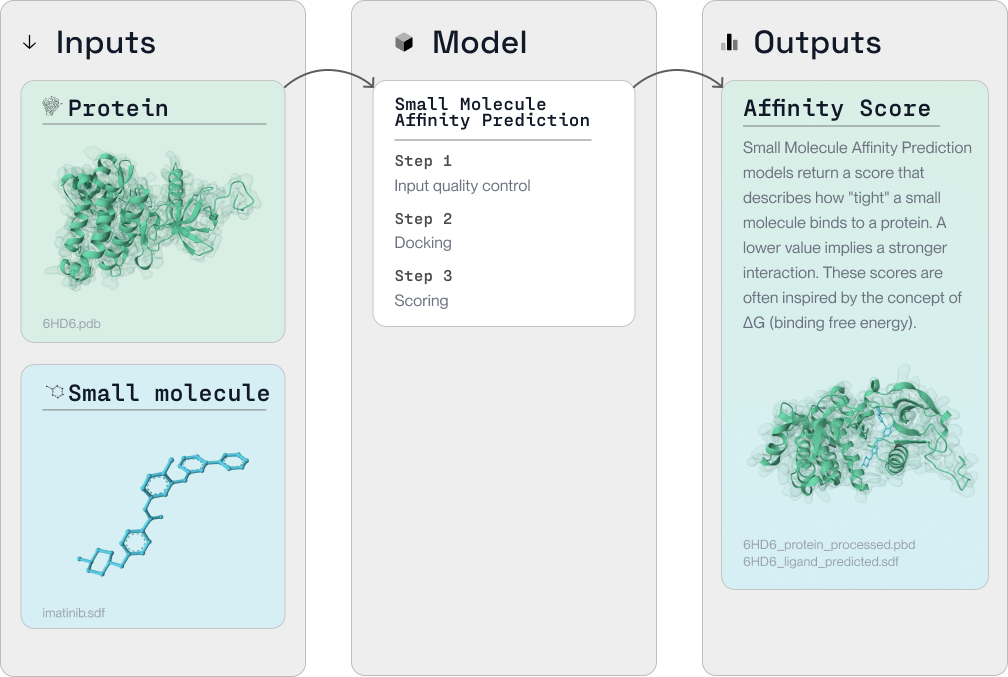 Inputs
Protein
6HD6.pdb
Small molecule
imatinib.sdf
Model
Small Molecule
Affinity Prediction
Step 1
Input quality control
Step 2
Docking
Step 3
Scoring
Outputs
Affinity Score
Small Molecule Affinity Prediction
models return a score that
describes how "tight" a small
molecule binds to a protein. A
lower value implies a stronger
interaction. These scores are
often inspired by the concept of
ΔG (binding free energy).
6HD6_protein_processed.pbd
6HD6_ligand_predicted.sdf